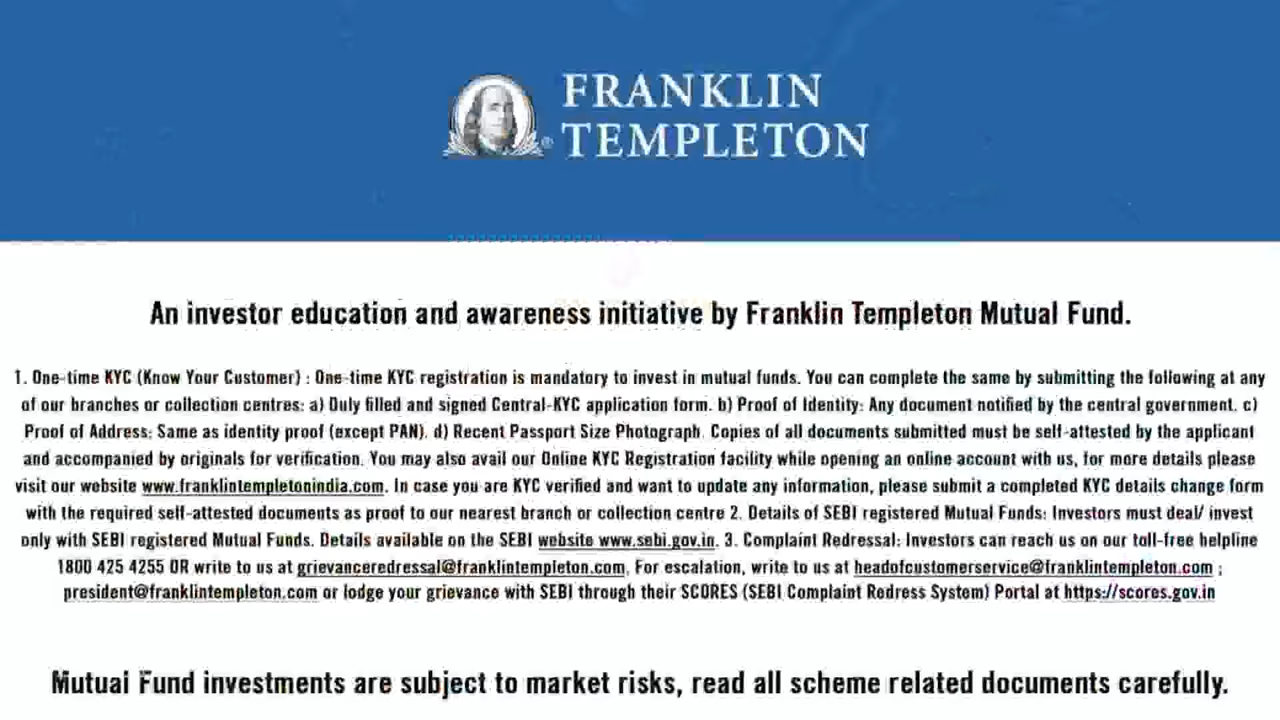 FRANKLIN
TEMPLETON
An investor education and awareness initiative by Franklin Templeton Mutual Fund.
1. One-time KYC (Know Your Customer) : One-time KYC registration is mandatory to invest in mutual funds. You can complete the same by submitting the following at any
of our branches or collection centres: a) Duly filled and signed Central-KYC application form. b) Proof of Identity: Any document notified by the central government. c)
Proof of Address: Same as identity proof (except PAN). d) Recent Passport Size Photograph. Copies of all documents submitted must be self-attested by the applicant
and accompanied by originals for verification. You may also avail our Online KYC Registration facility while opening an online account with us, for more details please
visit our website www.franklintempletonindia.com. In case you are KYC verified and want to update any information, please submit a completed KYC details change form
with the required self-attested documents as proof to our nearest branch or collection centre 2. Details of SEBI registered Mutual Funds: Investors must deal/ invest
only with SEBI registered Mutual Funds. Details available on the SEBI website www.sebi.gov.in. 3. Complaint Redressal: Investors can reach us on our toll-free helpline
1800 425 4255 OR write to us at grievanceredressal@franklintempleton.com. For escalation, write to us at headofcustomerservice@franklintempleton.com ;
president@franklintempleton.com or lodge your grievance with SEBI through their SCORES (SEBI Complaint Redress System) Portal at https://scores.gov.in
Mutual Fund investments are subject to market risks, read all scheme related documents carefully.